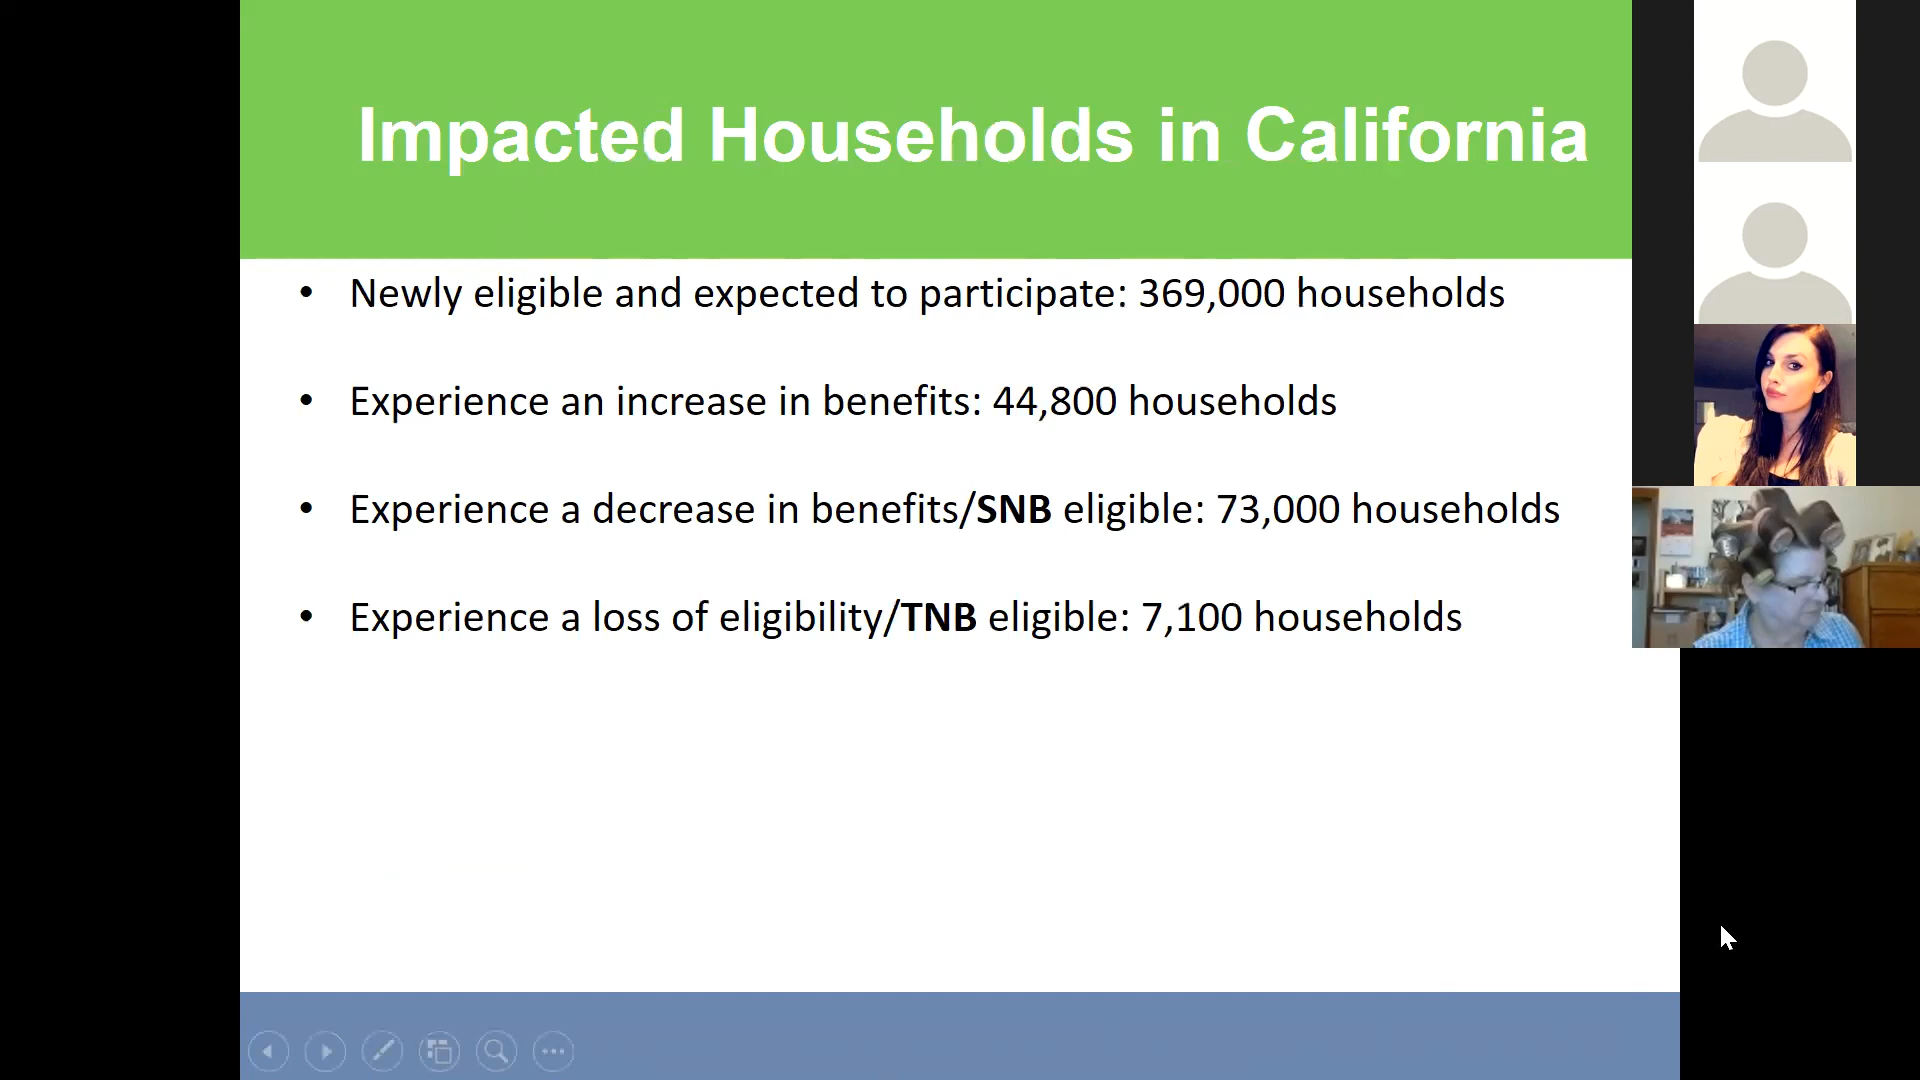 Impacted Households in California
• Newly eligible and expected to participate: 369,000 households
• Experience an increase in benefits: 44,800 households
• Experience a decrease in benefits/SNB eligible: 73,000 households
• Experience a loss of eligibility/TNB eligible: 7,100 households